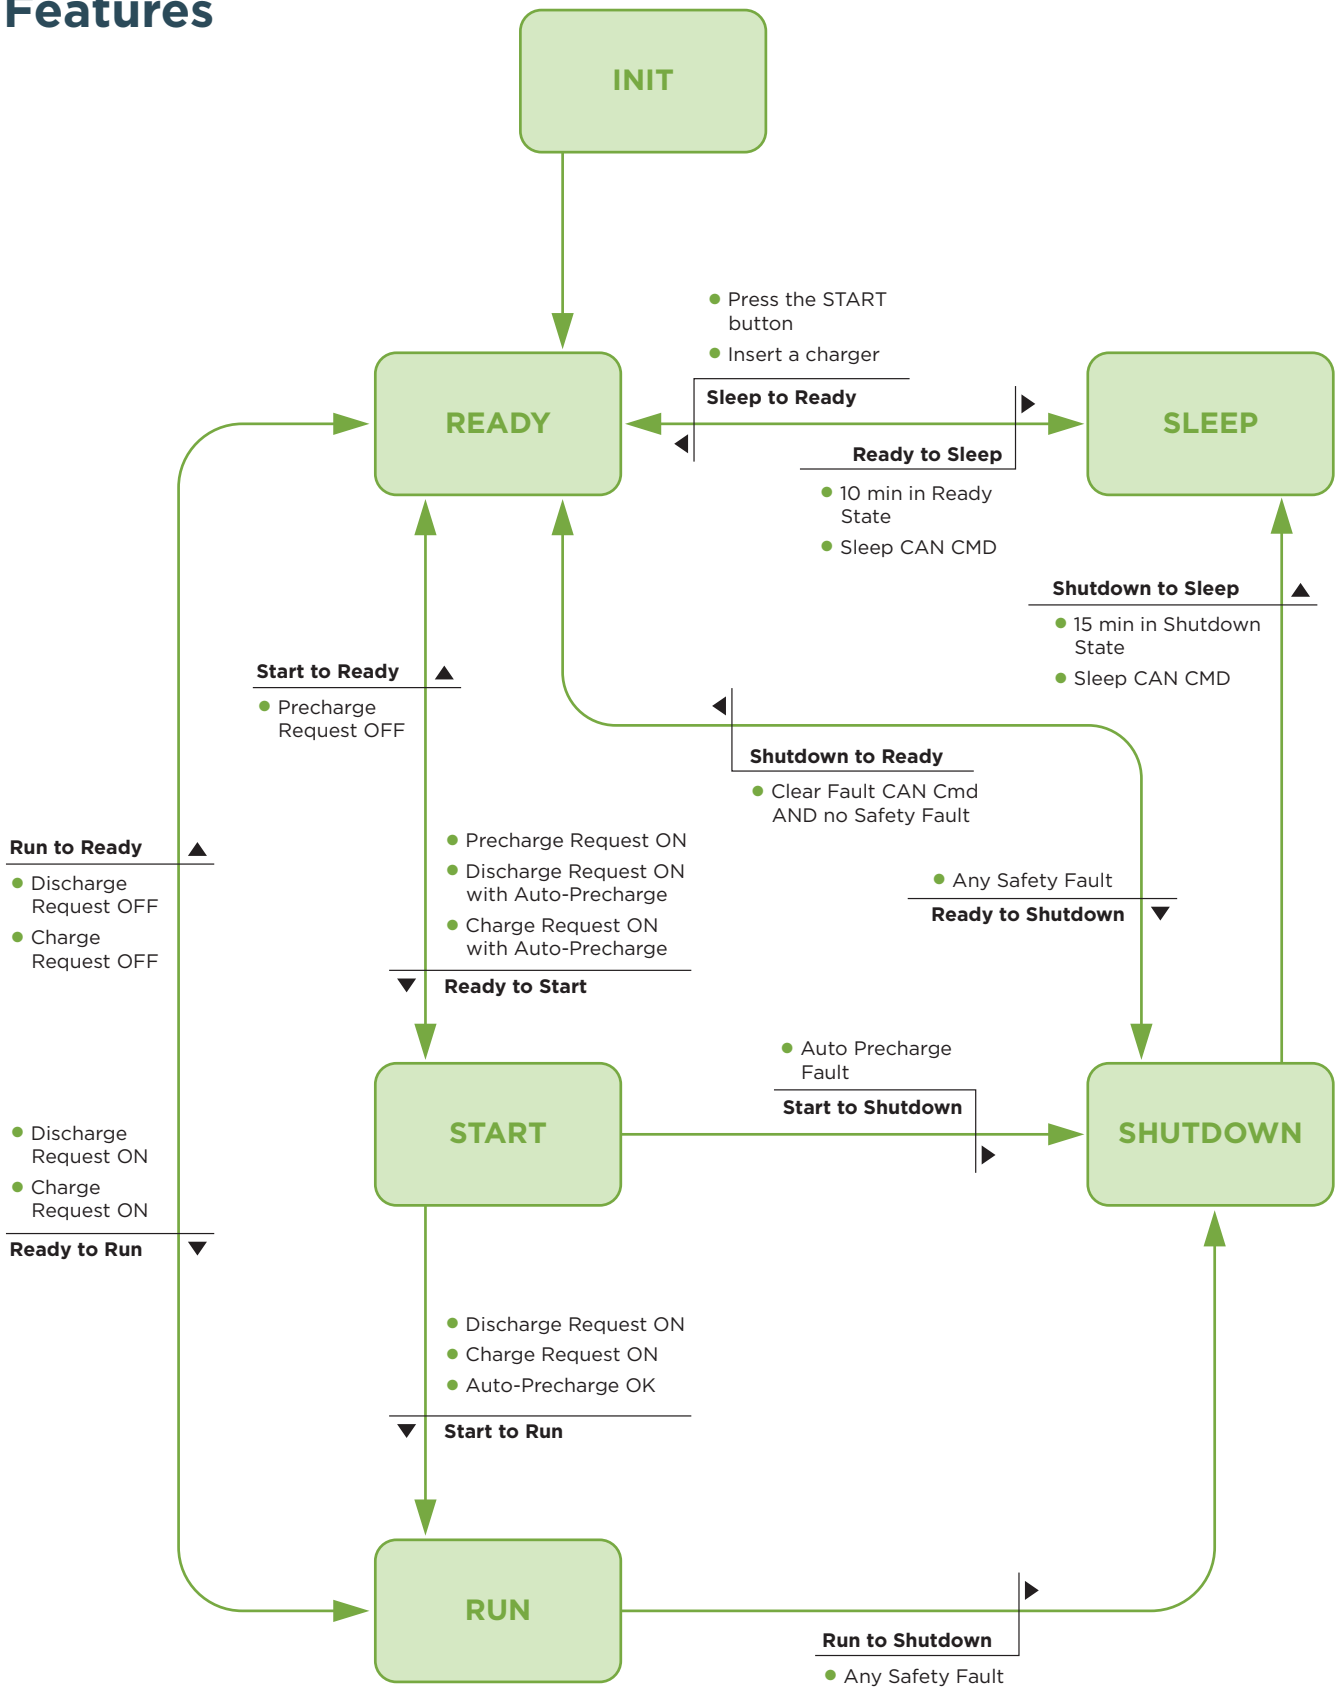 Features
INIT
Press the START
button
Insert a charger
Sleep to Ready
READY
SLEEP
Ready to Sleep
10 min in Ready
State
Sleep CAN CMD
Shutdown to Sleep
15 min in Shutdown
State
Sleep CAN CMD
Start to Ready
Precharge
Request OFF
Shutdown to Ready
Clear Fault CAN Cmd
AND no Safety Fault
Run to Ready
Discharge
Request OFF
Charge
Request OFF
Precharge Request ON
Discharge Request ON
with Auto-Precharge
Charge Request ON
with Auto-Precharge
Ready to Start
Any Safety Fault
Ready to Shutdown
Auto Precharge
Fault
Start to Shutdown
START
SHUTDOWN
Discharge
Request ON
Charge
Request ON
Ready to Run
Discharge Request ON
Charge Request ON
Auto-Precharge OK
Start to Run
RUN
Run to Shutdown
Any Safety Fault